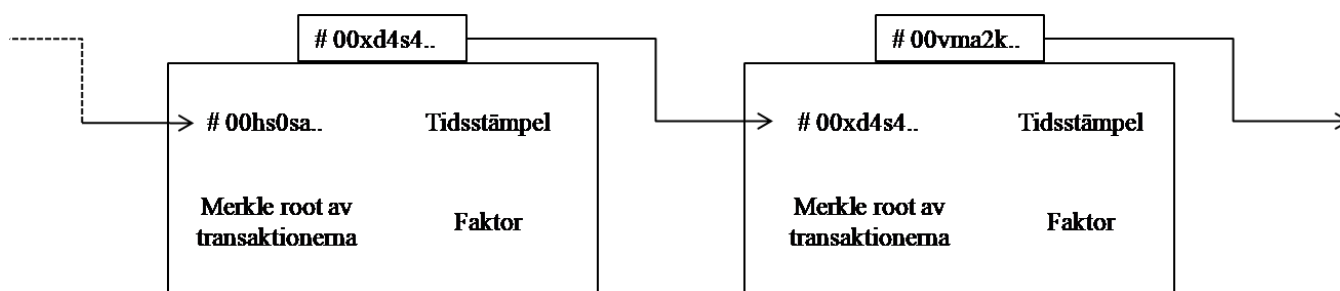 # 00xd4s4..
# 00vma2k..
# 00hs0sa..
Tidsstämpel
Merkle root av
transaktionerna
Faktor
# 00xd4s4..
Tidsstämpel
Merkle root av
transaktionerna
Faktor